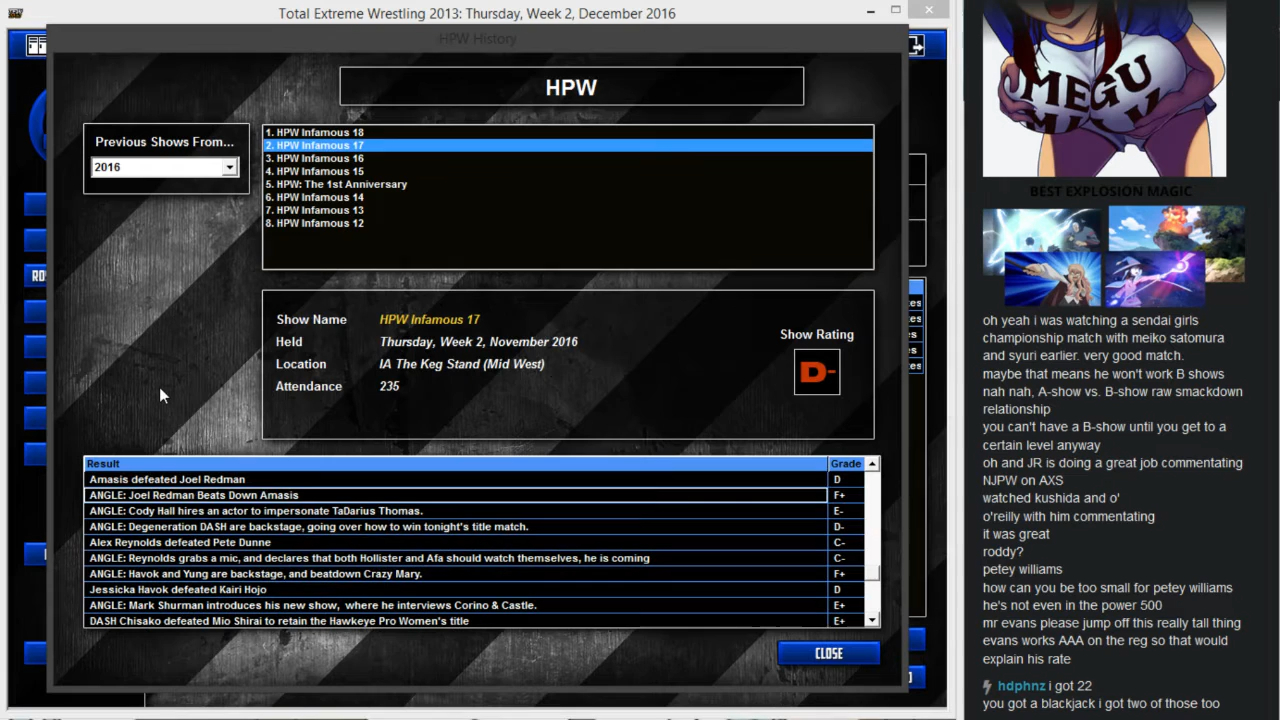 Total Extreme Wrestling 2013: Thursday, Week 2, December 2016
HPW History
HPW
Previous Shows From...
2016
1. HPW Infamous 18
2. HPW Infamous 17
3. HPW Infamous 16
4. HPW Infamous 15
5. HPW: The 1st Anniversary
6. HPW Infamous 14
7. HPW Infamous 13
8. HPW Infamous 12
Show Name HPW Infamous 17
Held Thursday, Week 2, November 2016
Location IA The Keg Stand (Mid West)
Attendance 235
Show Rating
D-
Result Grade
Amasis defeated Joel Redman D
ANGLE: Joel Redman Beats Down Amasis F+
ANGLE: Cody Hall hires an actor to impersonate TaDarius Thomas. E-
ANGLE: Degeneration DASH are backstage, going over how to win tonight's title match. D-
Alex Reynolds defeated Pete Dunne C-
ANGLE: Reynolds grabs a mic, and declares that both Hollister and Afa should watch themselves, he is coming C-
ANGLE: Havok and Yung are backstage, and beatdown Crazy Mary. F+
Jessicka Havok defeated Kairi Hojo D
ANGLE: Mark Shurman introduces his new show, where he interviews Corino & Castle. E+
DASH Chisako defeated Mio Shirai to retain the Hawkeye Pro Women's title E+
CLOSE
RO
tes
tes
es
es
tes
MEGU
BEST EXPLOSION MAGIC
oh yeah i was watching a sendai girls
championship match with meiko satomura
and syuri earlier. very good match.
maybe that means he won't work B shows
nah nah, A-show vs. B-show raw smackdown
relationship
you can't have a B-show until you get to a
certain level anyway
oh and JR is doing a great job commentating
NJPW on AXS
watched kushida and o'
o'reilly with him commentating
it was great
roddy?
petey williams
how can you be too small for petey williams
he's not even in the power 500
mr evans please jump off this really tall thing
evans works AAA on the reg so that would
explain his rate
hdphnz i got 22
you got a blackjack i got two of those too